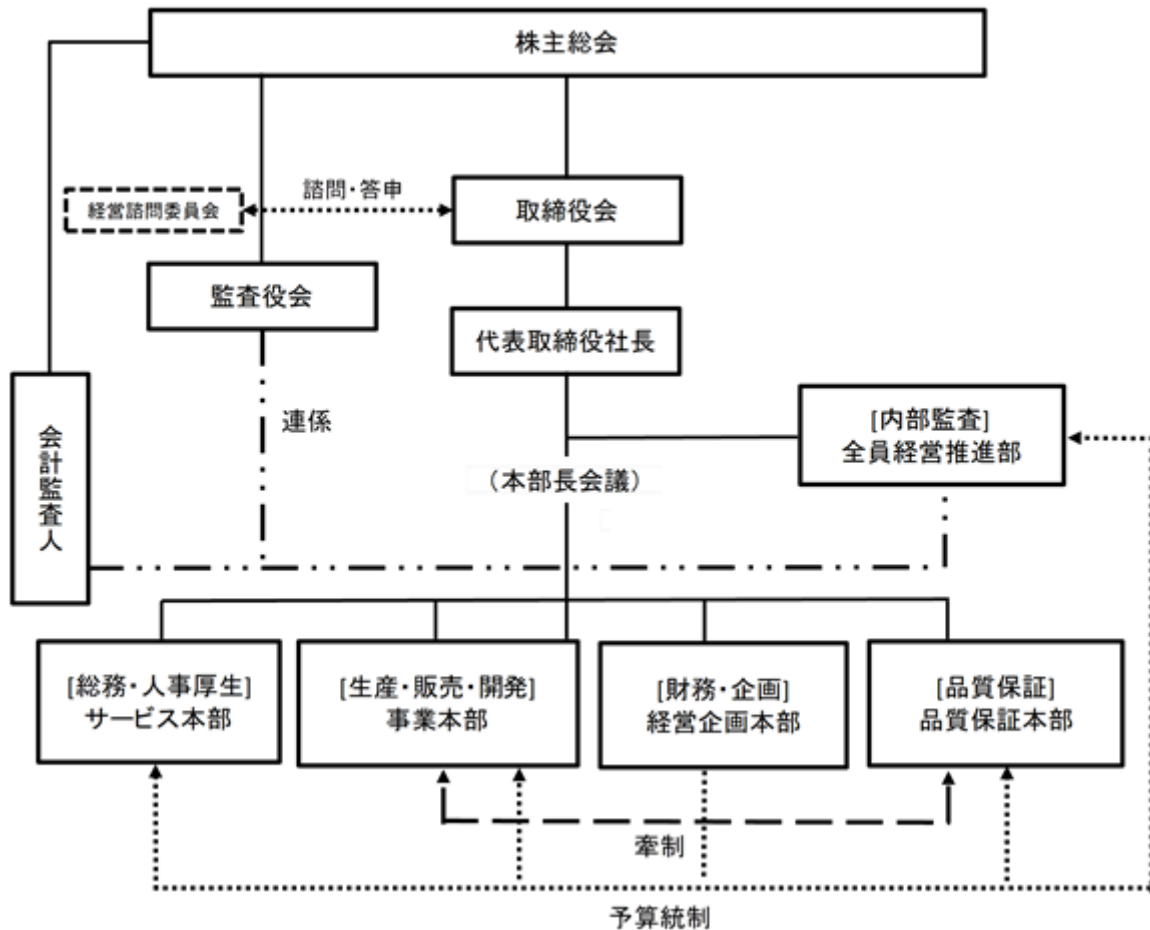 株主総会
諮問・答申
経営諮問委員会
取締役会
監査役会
代表取締役社長
会計監査人
連係
[内部監査]
全員経営推進部
（本部長会議）
[総務・人事厚生]
サービス本部
[生産・販売・開発]
事業本部
[財務・企画]
経営企画本部
[品質保証]
品質保証本部
牽制
予算統制